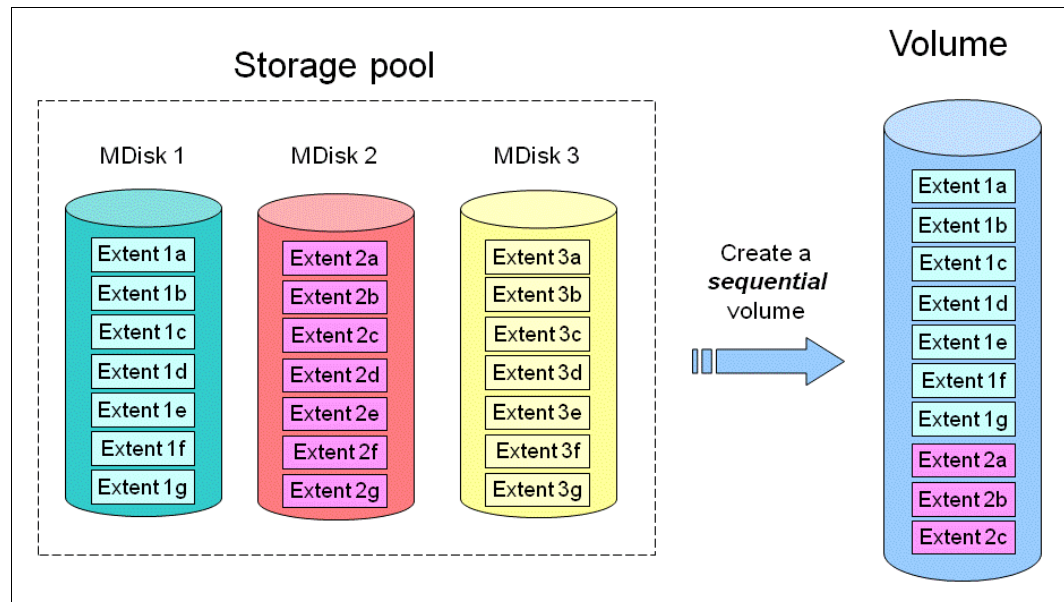 Storage pool
Volume
MDisk 1
MDisk 2
MDisk 3
Extent 1a
Extent 1b
Extent 1c
Extent 1d
Extent 1e
Extent 1f
Extent 1g
Extent 2a
Extent 2b
Extent 2c
Extent 2d
Extent 2e
Extent 2f
Extent 2g
Extent 3a
Extent 3b
Extent 3c
Extent 3d
Extent 3e
Extent 3f
Extent 3g
Create a
sequential
volume
Extent 1a
Extent 1b
Extent 1c
Extent 1d
Extent 1e
Extent 1f
Extent 1g
Extent 2a
Extent 2b
Extent 2c